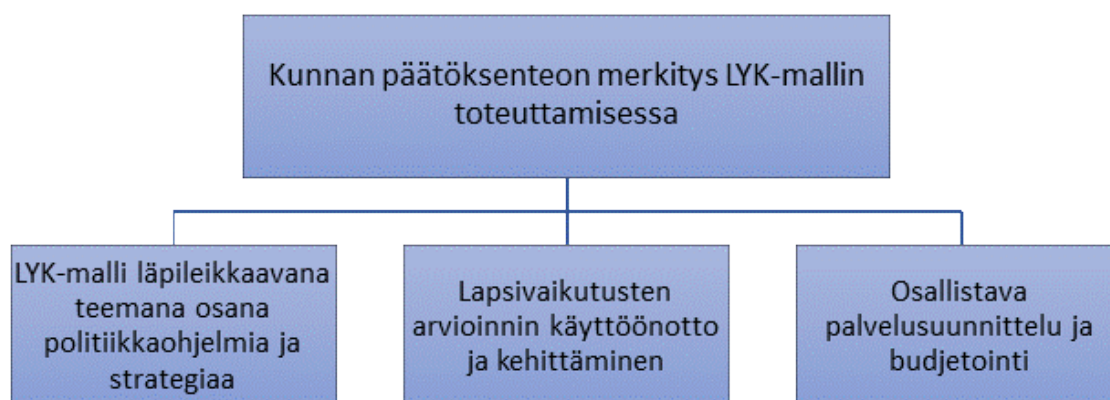 Kunnan päätöksenteon merkitys LYK-mallin
toteuttamisessa
LYK-malli läpileikkaavana
teemana osana
politiikkaohjelmia ja
strategiaa
Lapsivaikutusten
arvioinnin käyttöönotto
ja kehittäminen
Osallistava
palvelusuunnittelu ja
budjetointi